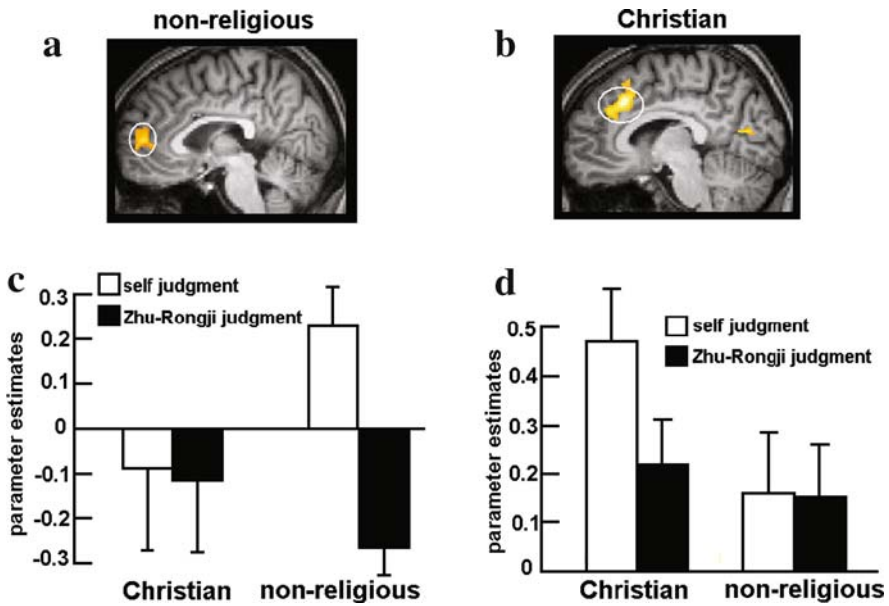 non-religious
Christian
a
b
c
self judgment
Zhu-Rongji judgment
0.3
0.2
0.1
0
-0.1
-0.2
-0.3
parameter estimates
Christian
non-religious
d
self judgment
Zhu-Rongji judgment
0.5
0.4
0.3
0.2
0.1
0
parameter estimates
Christian
non-religious